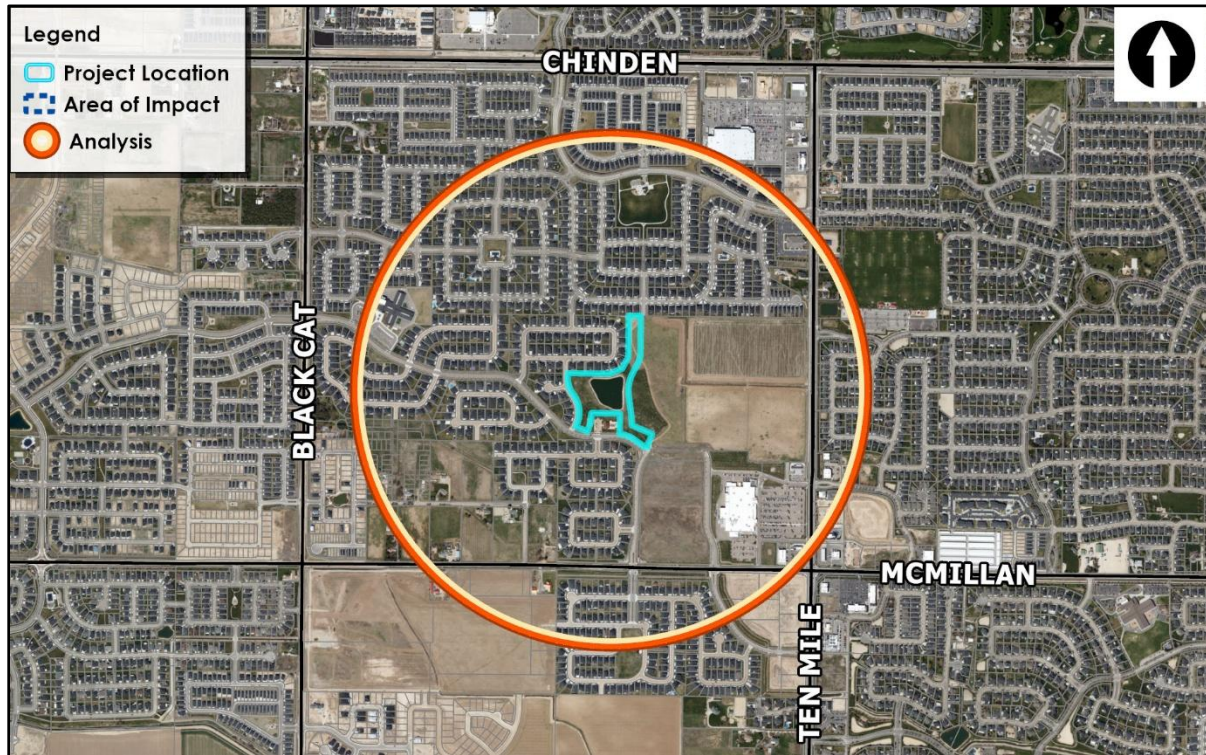 Legend
Project Location
Area of Impact
Analysis
CHINDEN
BLACK CAT
MCMILLAN
TEN MILE